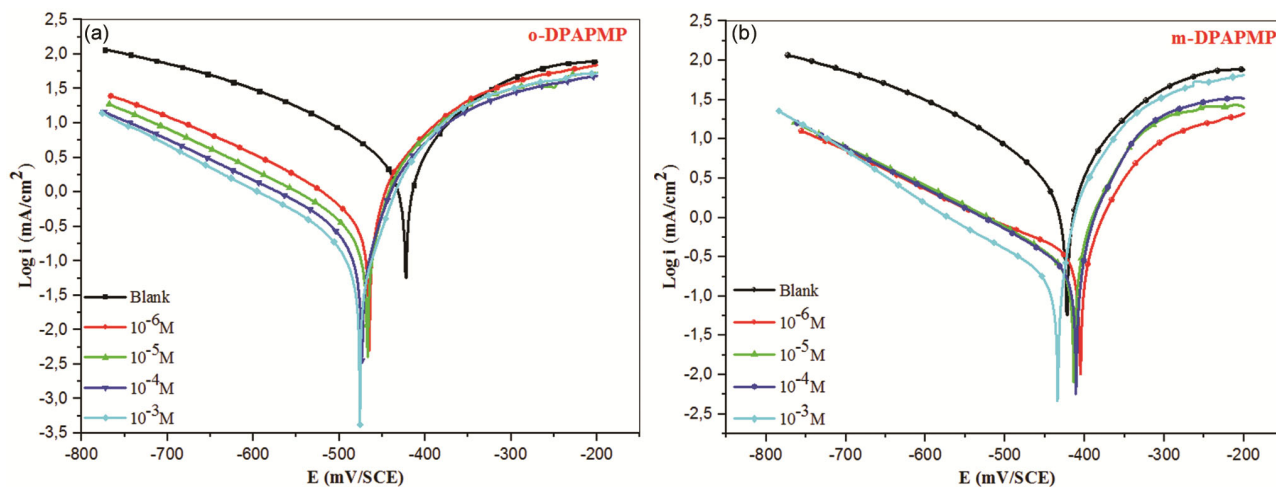 (a)
o-DPAPMP
2,5
2,0
1,5
1,0
0,5
0,0
-0,5
-1,0
-1,5
-2,0
-2,5
-3,0
-3,5
Log i (mA/cm²)
Blank
10⁻⁶M
10⁻⁵M
10⁻⁴M
10⁻³M
-800 -700 -600 -500 -400 -300 -200
E (mV/SCE)
(b)
m-DPAPMP
2,5
2,0
1,5
1,0
0,5
0,0
-0,5
-1,0
-1,5
-2,0
-2,5
Log i (mA/cm²)
Blank
10⁻⁶M
10⁻⁵M
10⁻⁴M
10⁻³M
-800 -700 -600 -500 -400 -300 -200
E (mV/SCE)